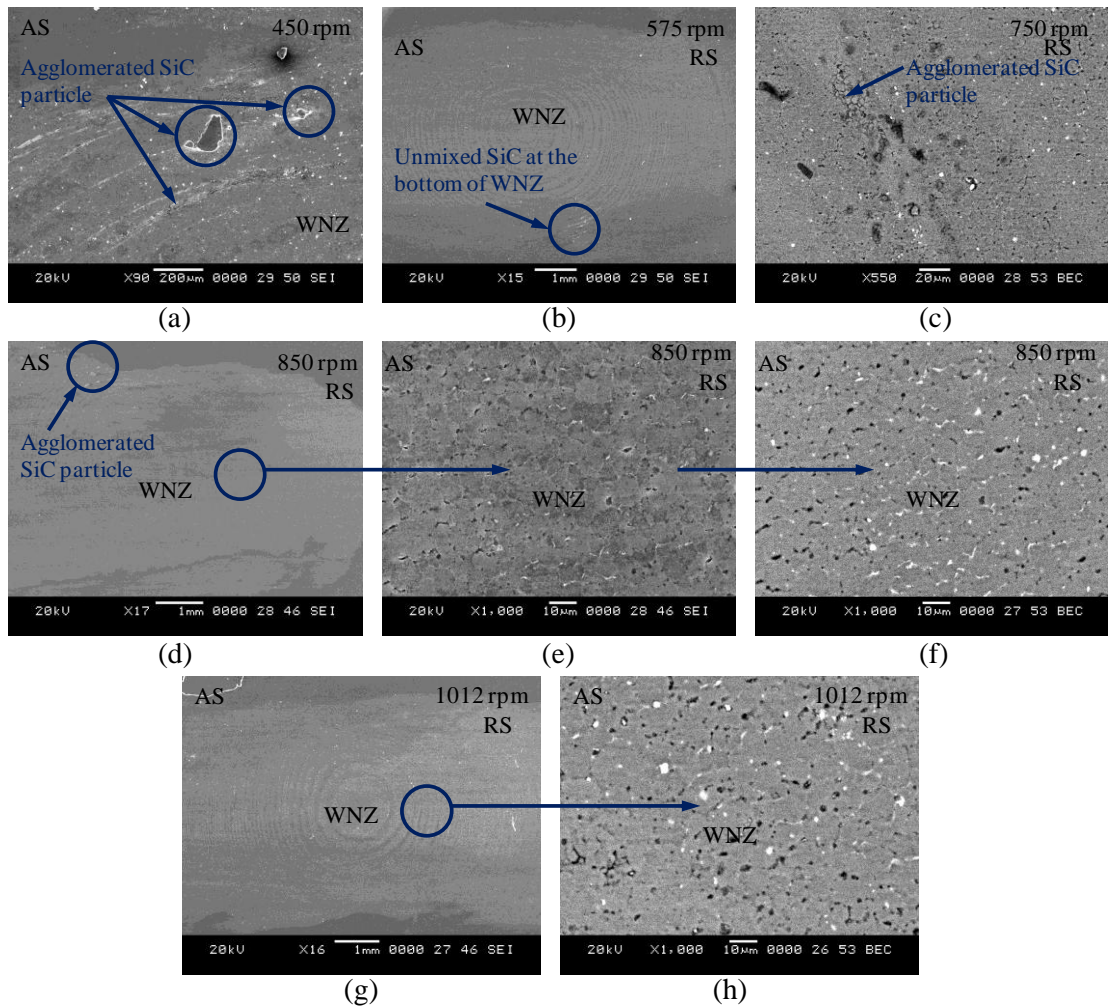 AS 450 rpm
Agglomerated SiC
particle
WNZ
20kV X90 200μm 0000 29 50 SEI
(a)
575 rpm
AS RS
WNZ
Unmixed SiC at the
bottom of WNZ
20kV X15 1mm 0000 29 50 SEI
(b)
750 rpm
RS
Agglomerated SiC
particle
20kV X550 20μm 0000 28 53 BEC
(c)
AS 850 rpm
RS
Agglomerated
SiC particle
WNZ
20kV X17 1mm 0000 28 46 SEI
(d)
850 rpm
AS RS
WNZ
20kV X1,000 10μm 0000 28 46 SEI
(e)
850 rpm
AS RS
WNZ
20kV X1,000 10μm 0000 27 53 BEC
(f)
AS 1012 rpm
RS
WNZ
20kV X16 1mm 0000 27 46 SEI
(g)
AS 1012 rpm
RS
WNZ
20kV X1,000 10μm 0000 26 53 BEC
(h)